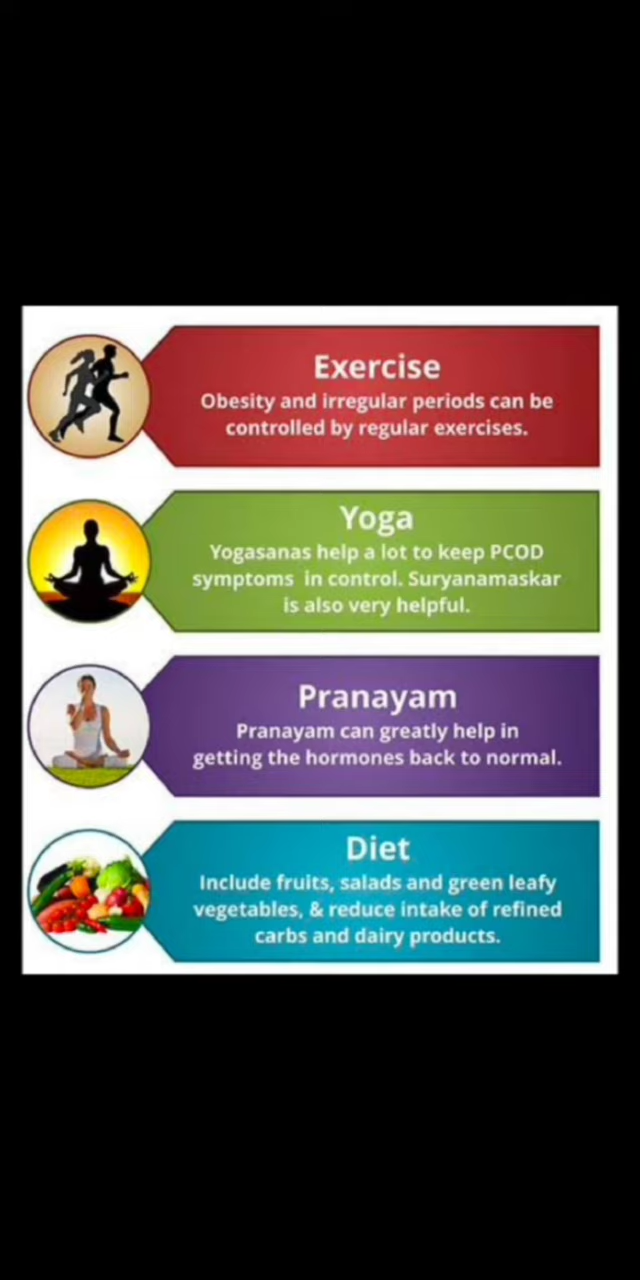 Exercise
Obesity and irregular periods can be
controlled by regular exercises.
Yoga
Yogasanas help a lot to keep PCOD
symptoms in control. Suryanamaskar
is also very helpful.
Pranayam
Pranayam can greatly help in
getting the hormones back to normal.
Diet
Include fruits, salads and green leafy
vegetables, & reduce intake of refined
carbs and dairy products.